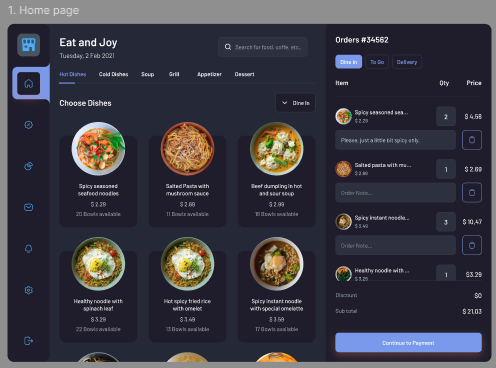 1. Home page
Eat and Joy
Tuesday, 2 Feb 2021
Search for food, coffe, etc..
Hot Dishes Cold Dishes Soup Grill Appetizer Dessert
Choose Dishes
Dine In
Spicy seasoned
seafood noodles
$ 2.29
20 Bowls available
Salted Pasta with
mushroom sauce
$ 2.69
11 Bowls available
Beef dumpling in hot
and sour soup
$ 2.99
16 Bowls available
Healthy noodle with
spinach leaf
$ 3.29
22 Bowls available
Hot spicy fried rice
with omelet
$ 3.49
13 Bowls available
Spicy instant noodle
with special omelette
$ 3.59
17 Bowls available
Orders #34562
Dine In To Go Delivery
Item Qty Price
Spicy seasoned sea...
$ 2.29
2
$ 4,58
Please, just a little bit spicy only.
Salted pasta with mu...
$ 2.69
1
$ 2.69
Order Note...
Spicy instant noodle...
$ 3.49
3
$ 10,47
Order Note...
Healthy noodle with ...
$ 3.29
1
$3.29
Discount $0
Sub total $ 21,03
Continue to Payment